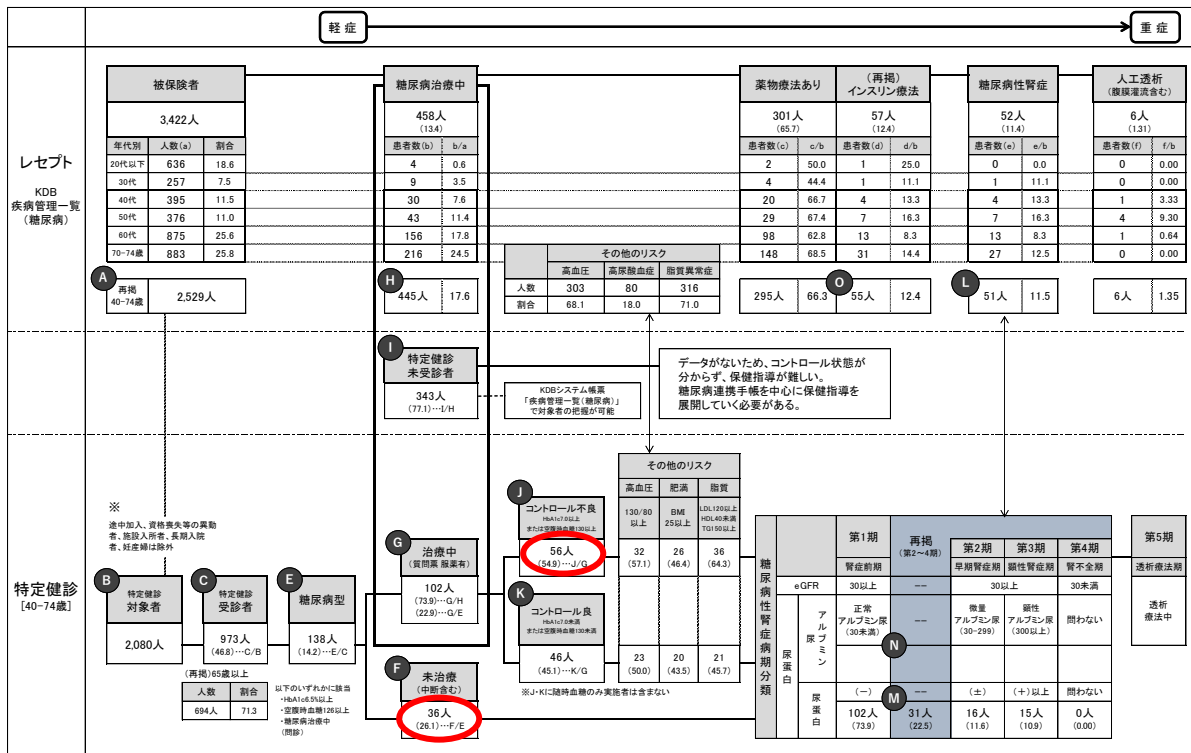 軽症
重症
レセプト
KDB
疾病管理一覧
(糖尿病)
被保険者
3,422人
年代別 人数(a) 割合
20代以下 636 18.6
30代 257 7.5
40代 395 11.5
50代 376 11.0
60代 875 25.6
70-74歳 883 25.8
A
再掲
40-74歳
2,529人
糖尿病治療中
458人
(13.4)
患者数(b) b/a
4 0.6
9 3.5
30 7.6
43 11.4
156 17.8
216 24.5
H
445人 17.6
その他のリスク
高血圧 高尿酸血症 脂質異常症
人数 303 80 316
割合 68.1 18.0 71.0
薬物療法あり
301人
(65.7)
患者数(c) c/b
2 50.0
4 44.4
20 66.7
29 67.4
98 62.8
148 68.5
295人 66.3
(再掲)
インスリン療法
57人
(12.4)
患者数(d) d/b
1 25.0
1 11.1
4 13.3
7 16.3
13 8.3
31 14.4
O
55人 12.4
糖尿病性腎症
52人
(11.4)
患者数(e) e/b
0 0.0
1 11.1
4 13.3
7 16.3
13 8.3
27 12.5
L
51人 11.5
人工透析
(腹膜灌流含む)
6人
(1.31)
患者数(f) f/b
0 0.00
0 0.00
1 3.33
4 9.30
1 0.64
0 0.00
6人 1.35
I
特定健診
未受診者
343人
(77.1)…I/H
KDBシステム帳票
「疾病管理一覧(糖尿病)」
で対象者の把握が可能
データがないため、コントロール状態が
分からず、保健指導が難しい。
糖尿病連携手帳を中心に保健指導を
展開していく必要がある。
特定健診
[40-74歳]
※
途中加入、資格喪失等の異動
者、施設入所者、長期入院
者、妊産婦は除外
B
特定健診
対象者
2,080人
C
特定健診
受診者
973人
(46.8)…C/B
(再掲)65歳以上
人数 割合
694人 71.3
E
糖尿病型
138人
(14.2)…E/C
以下のいずれかに該当
・HbA1c6.5%以上
・空腹時血糖126以上
・糖尿病治療中
(問診)
G
治療中
(質問票 服薬有)
102人
(73.9)…G/H
(22.9)…G/E
F
未治療
(中断含む)
36人
(26.1)…F/E
J
コントロール不良
HbA1c7.0以上
または空腹時血糖130以上
56人
(54.9)…J/G
K
コントロール良
HbA1c7.0未満
または空腹時血糖130未満
46人
(45.1)…K/G
※J・Kに随時血糖のみ実施者は含まない
その他のリスク
高血圧 肥満 脂質
130/80
以上
BMI
25以上
LDL120以上
HDL40未満
TG150以上
32 26 36
(57.1) (46.4) (64.3)
23 20 21
(50.0) (43.5) (45.7)
糖尿病性腎症病期分類
第1期
腎症前期
再掲
(第2~4期)
第2期
早期腎症期
第3期
顕性腎症期
第4期
腎不全期
第5期
透析療法期
eGFR 30以上 -- 30以上 30未満
尿蛋白
尿アルブミン
正常
アルブミン尿
(30未満)
--
微量
アルブミン尿
(30-299)
顕性
アルブミン尿
(300以上)
問わない
透析
療法中
N
尿蛋白
(-) -- (±) (+)以上 問わない
M
102人 31人 16人 15人 0人
(73.9) (22.5) (11.6) (10.9) (0.00)